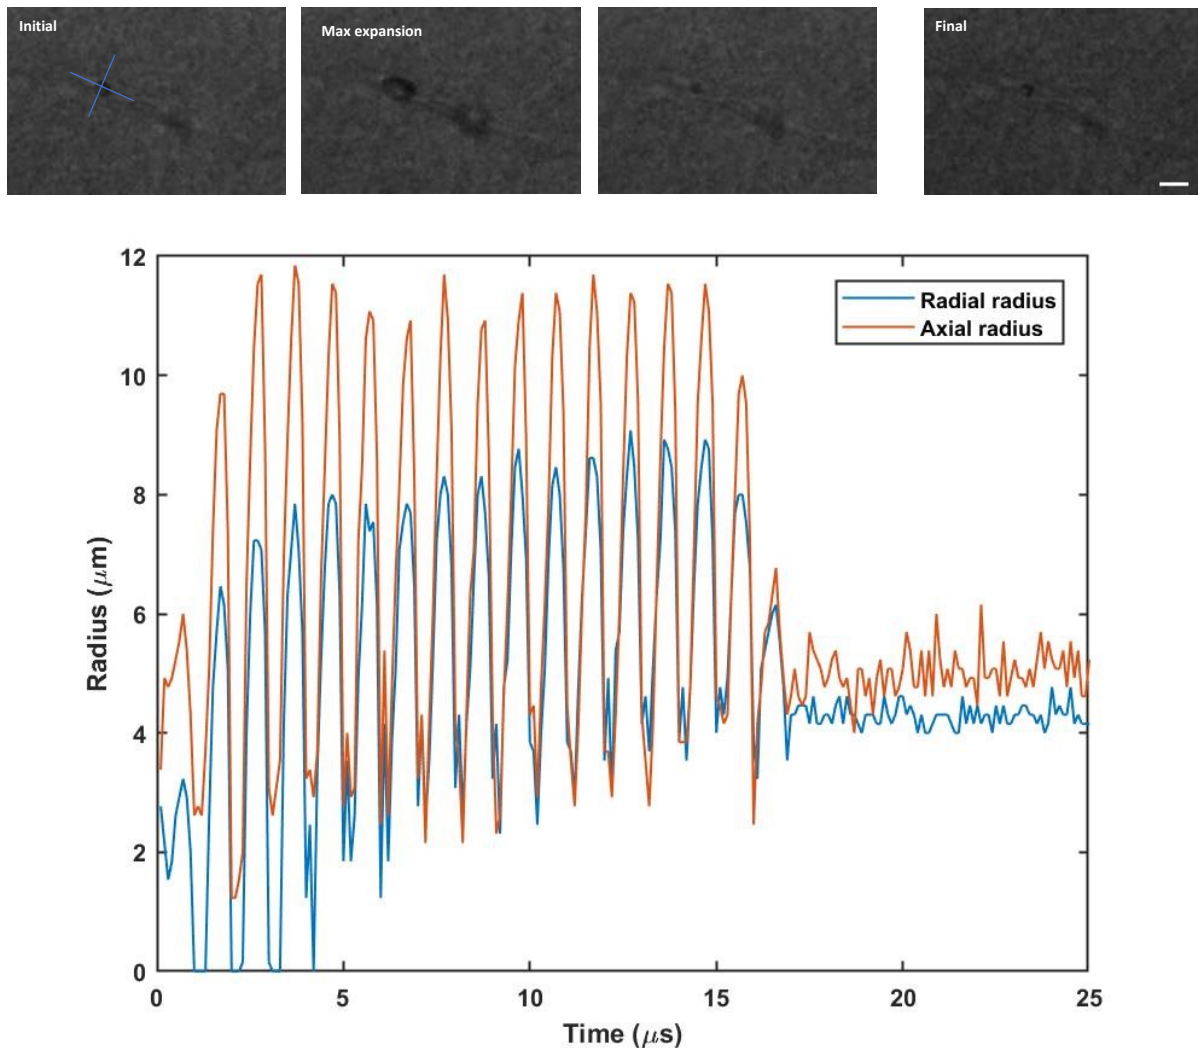 Initial
Max expansion
Final
12
10
8
6
4
2
0
Radius (μm)
Radial radius
Axial radius
0 5 10 15 20 25
Time (μs)